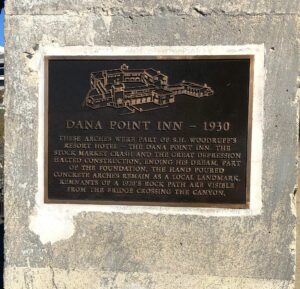 DANA POINT INN – 1930
THESE ARCHES WERE PART OF S.H. WOODRUFF'S
RESORT HOTEL – THE DANA POINT INN. THE
STOCK MARKET CRASH AND THE GREAT DEPRESSION
HALTED CONSTRUCTION, ENDING HIS DREAM. PART
OF THE FOUNDATION, THE HAND POURED
CONCRETE ARCHES REMAIN AS A LOCAL LANDMARK.
REMNANTS OF A 1930'S ROCK PATH ARE VISIBLE
FROM THE BRIDGE CROSSING THE CANYON.